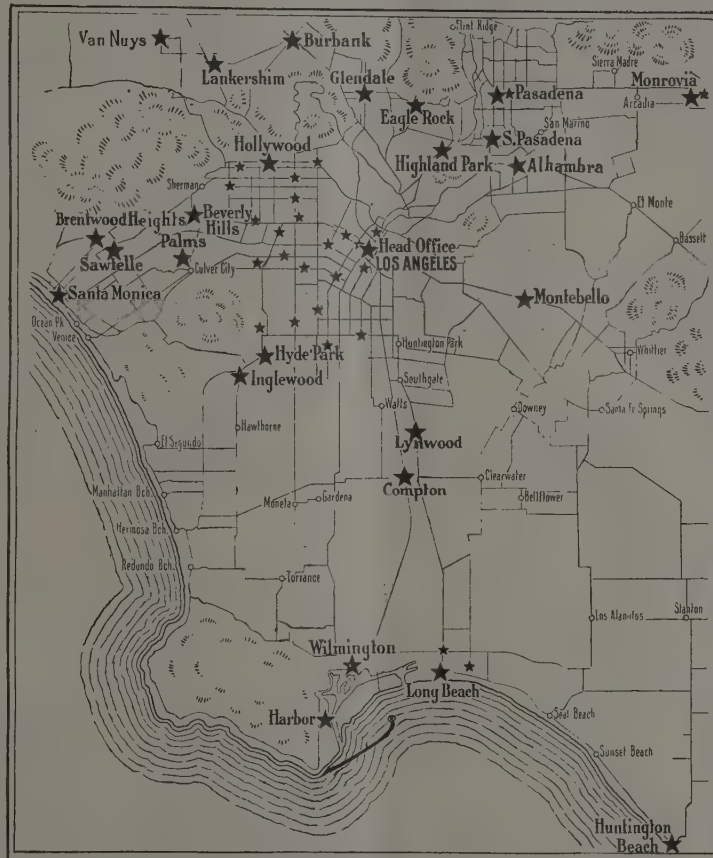 Flint Ridge
Van Nuys
Burbank
Lankershim
Sierra Madre
Glendale
Pasadena
Monrovia
Arcadia
Eagle Rock
San Marino
S. Pasadena
Hollywood
Highland Park
Alhambra
Sherman
El Monte
Brentwood Heights
Beverly
Hills
Bassett
Head Office
LOS ANGELES
Sawtelle
Palms
Culver City
Santa Monica
Montebello
Ocean Pk.
Venice
Huntington Park
Whittier
Hyde Park
Inglewood
Southgate
Watts
Downey
Santa Fe Springs
Hawthorne
Lynwood
El Segundo
Compton
Clearwater
Manhattan Bch.
Moneta
Gardena
Bellflower
Hermosa Bch.
Redondo Bch.
Torrance
Los Alamitos
Stanton
Wilmington
Long Beach
Harbor
Seal Beach
Sunset Beach
Huntington
Beach